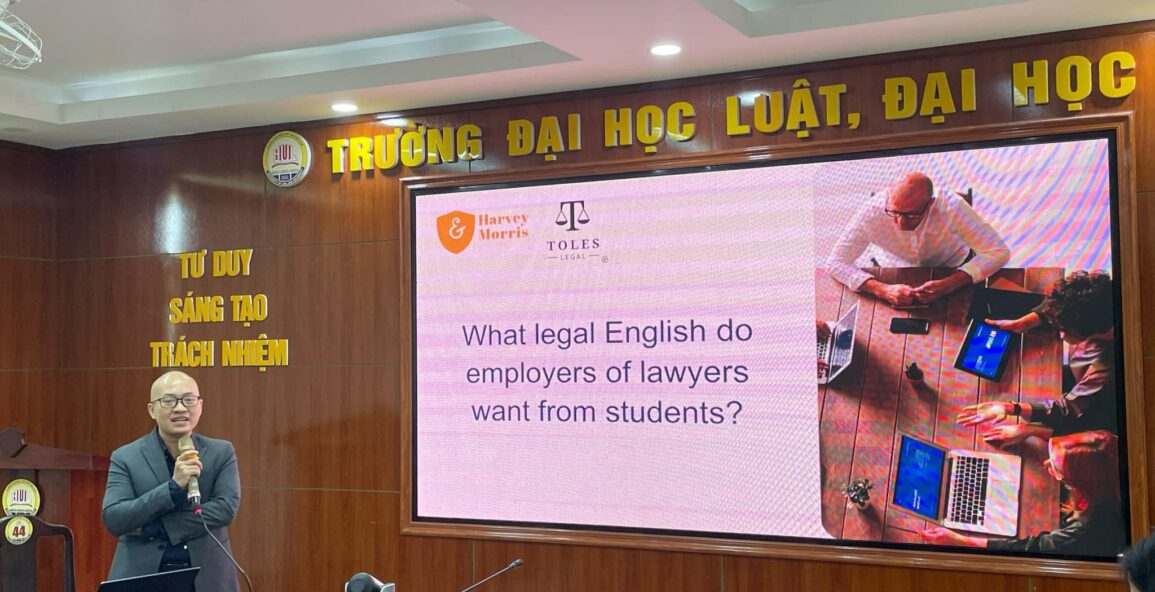 TRƯỜNG ĐẠI HỌC LUẬT, ĐẠI HỌC
TƯ DUY
SÁNG TẠO
TRÁCH NHIỆM
&
Harvey
Morris
TOLES
LEGAL
®
What legal English do
employers of lawyers
want from students?
44